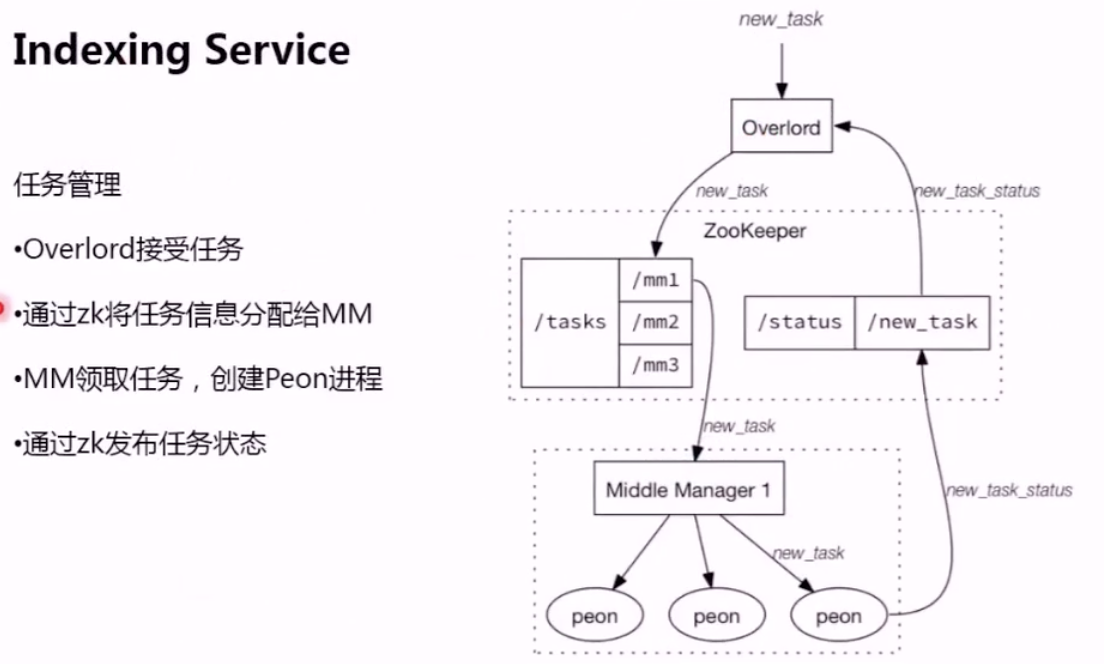 Indexing Service
任务管理
•Overlord接受任务
•通过zk将任务信息分配给MM
•MM领取任务，创建Peon进程
•通过zk发布任务状态
new_task
Overlord
new_task
new_task_status
ZooKeeper
/tasks
/mm1
/mm2
/mm3
/status
/new_task
new_task
Middle Manager 1
new_task_status
new_task
peon
peon
peon